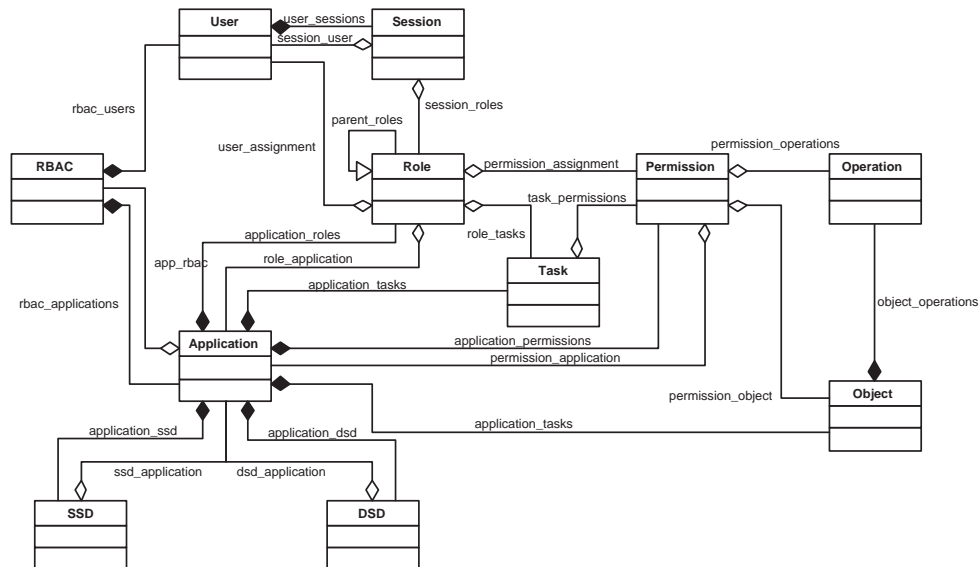 User
user_sessions
Session
session_user
rbac_users
session_roles
parent_roles
user_assignment
permission_operations
RBAC
Role
permission_assignment
Permission
Operation
task_permissions
application_roles
role_tasks
app_rbac
role_application
Task
application_tasks
rbac_applications
object_operations
Application
application_permissions
permission_application
permission_object
Object
application_ssd
application_dsd
application_tasks
ssd_application
dsd_application
SSD
DSD